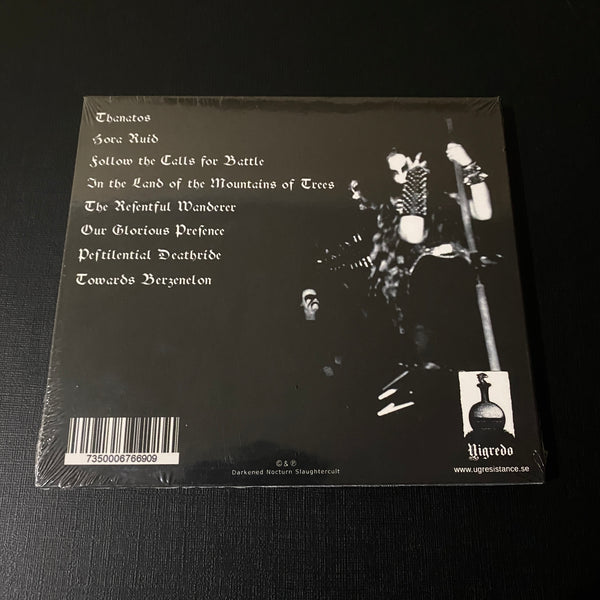 Thanatos
Hora Ruid
Follow the Calls for Battle
In the Land of the Mountains of Trees
The Reſentful Wanderer
Our Glorious Preſence
Peſtilential Deathride
Towards Berzenelon
7350006766909
© & ℗
Darkened Nocturn Slaughtercult
Nigredo
www.ugresistance.se